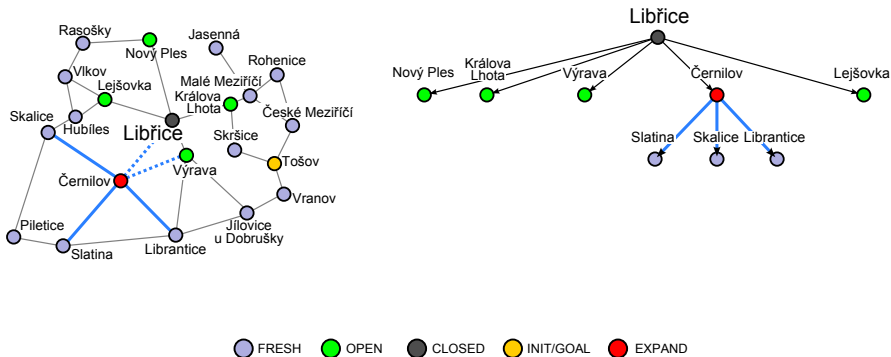 Rasošky
Jasenná
Nový Ples
Rohenice
Vlkov
Lejšovka
Malé Meziříčí
Králova
Lhota
Skalice
Hubíles
České Meziříčí
Libřice
Skršice
Tošov
Výrava
Černilov
Vranov
Piletice
Jílovice
u Dobrušky
Slatina
Librantice
Libřice
Nový Ples
Králova
Lhota
Výrava
Černilov
Lejšovka
Slatina
Skalice
Librantice
FRESH
OPEN
CLOSED
INIT/GOAL
EXPAND